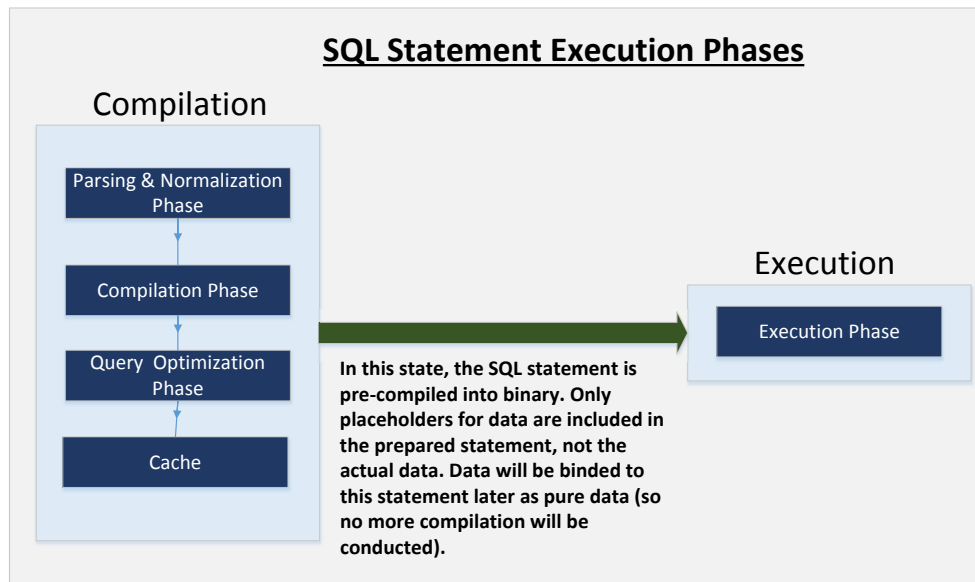 SQL Statement Execution Phases
Compilation
Parsing & Normalization
Phase
Compilation Phase
Query Optimization
Phase
Cache
In this state, the SQL statement is
pre-compiled into binary. Only
placeholders for data are included in
the prepared statement, not the
actual data. Data will be binded to
this statement later as pure data (so
no more compilation will be
conducted).
Execution
Execution Phase